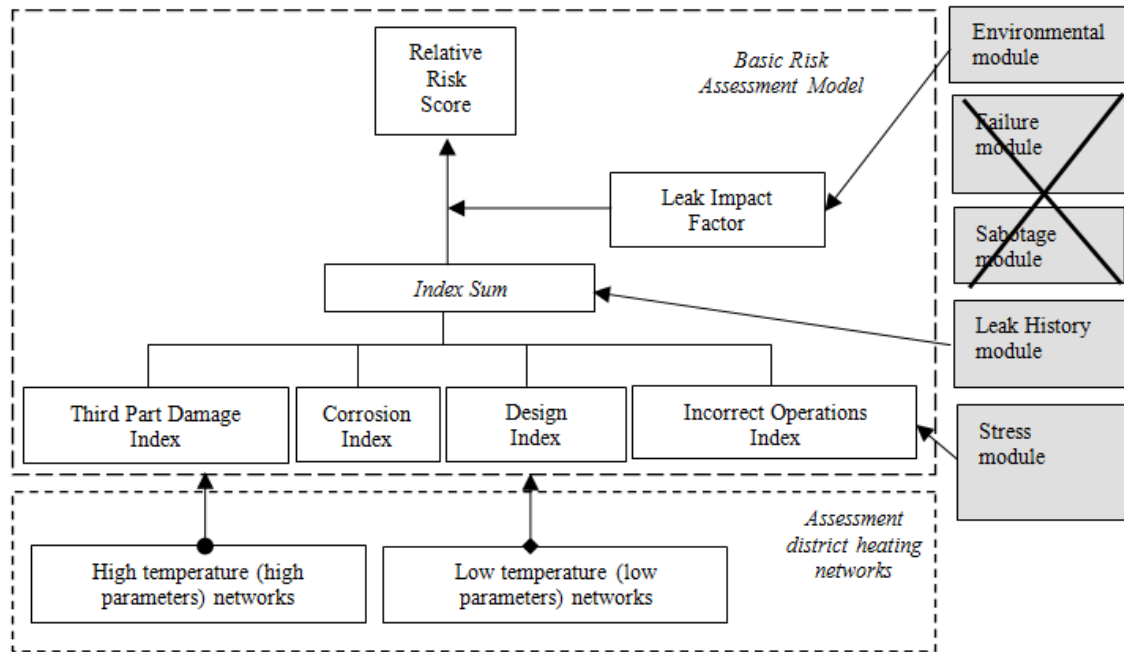 Relative
Risk
Score
Basic Risk
Assessment Model
Environmental
module
Failure
module
Leak Impact
Factor
Sabotage
module
Index Sum
Leak History
module
Third Part Damage
Index
Corrosion
Index
Design
Index
Incorrect Operations
Index
Stress
module
Assessment
district heating
networks
High temperature (high
parameters) networks
Low temperature (low
parameters) networks